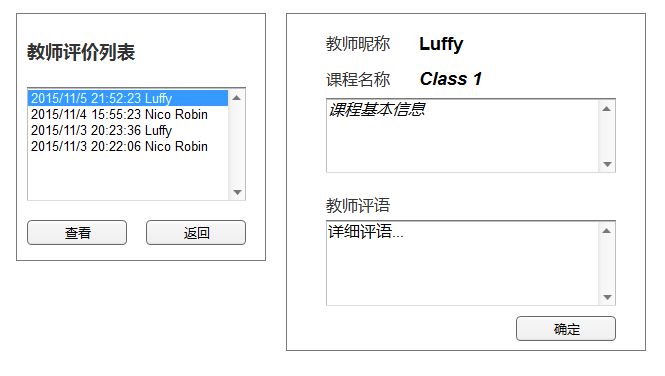 教师评价列表
2015/11/5 21:52:23 Luffy
2015/11/4 15:55:23 Nico Robin
2015/11/3 20:23:36 Luffy
2015/11/3 20:22:06 Nico Robin
查看
返回
教师昵称 Luffy
课程名称 Class 1
课程基本信息
教师评语
详细评语...
确定